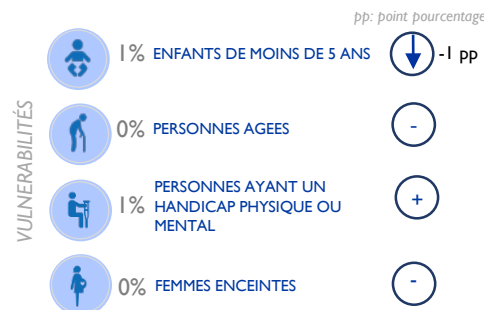 pp: point pourcentage
VULNERABILITÉS
1% ENFANTS DE MOINS DE 5 ANS -1 pp
0% PERSONNES AGEES -
1% PERSONNES AYANT UN
HANDICAP PHYSIQUE OU
MENTAL
+
0% FEMMES ENCEINTES -